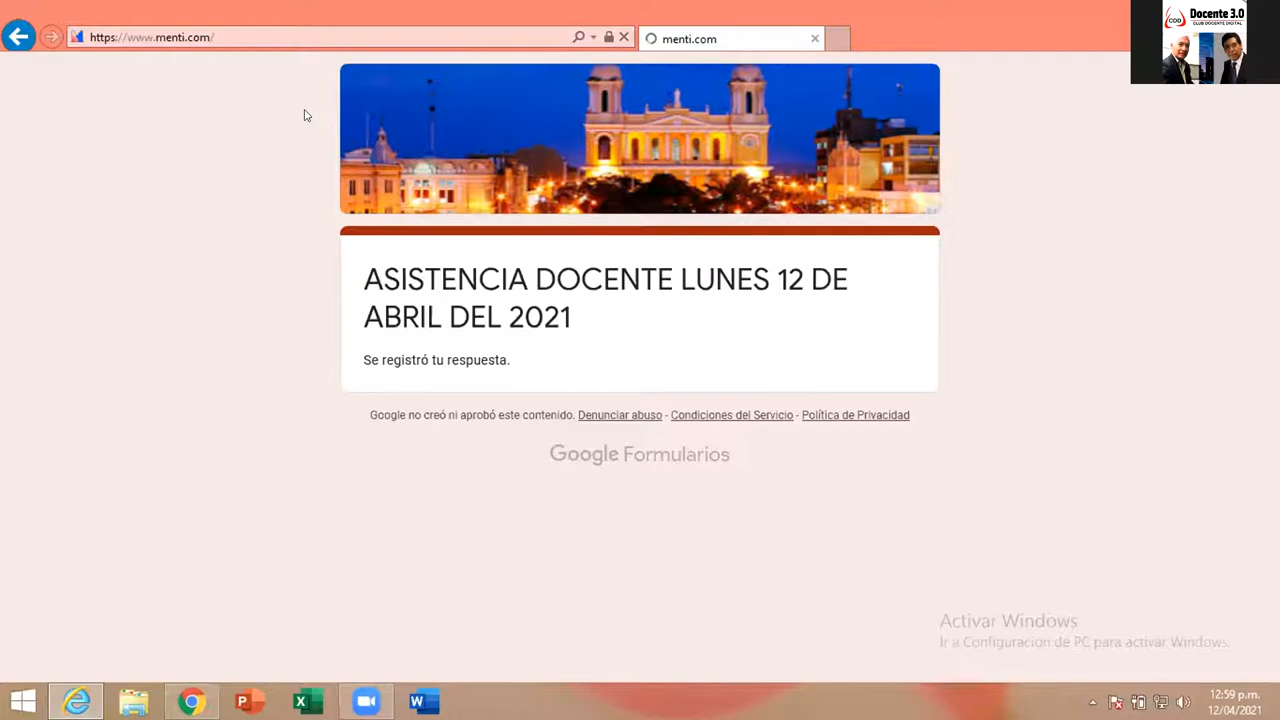 https://www.menti.com/
menti.com
CDD
Docente 3.0
CLUB DOCENTE DIGITAL
ASISTENCIA DOCENTE LUNES 12 DE
ABRIL DEL 2021
Se registró tu respuesta.
Google no creó ni aprobó este contenido. Denunciar abuso - Condiciones del Servicio - Política de Privacidad
Google Formularios
Activar Windows
Ir a Configuración de PC para activar Windows.
12:59 p.m.
12/04/2021